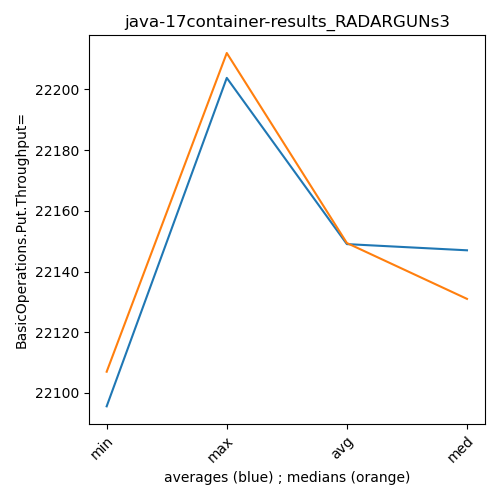 java-17container-results_RADARGUNs3
BasicOperations.Put.Throughput=
22200
22180
22160
22140
22120
22100
min
max
avg
med
averages (blue) ; medians (orange)